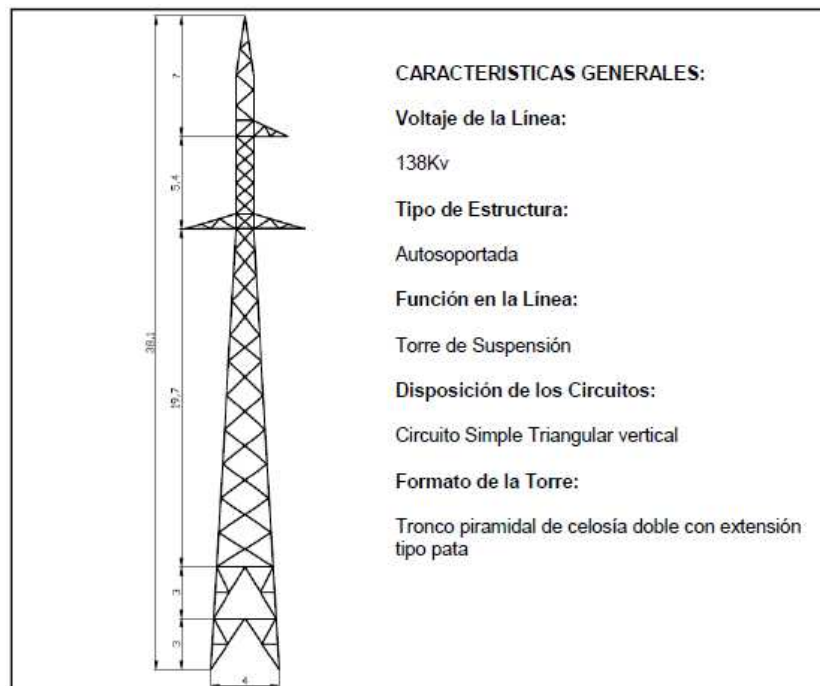 CARACTERISTICAS GENERALES:
Voltaje de la Línea:
138Kv
Tipo de Estructura:
Autosoportada
Función en la Línea:
Torre de Suspensión
Disposición de los Circuitos:
Circuito Simple Triangular vertical
Formato de la Torre:
Tronco piramidal de celosía doble con extensión
tipo pata
7
5,4
38,1
19,7
3
3
4